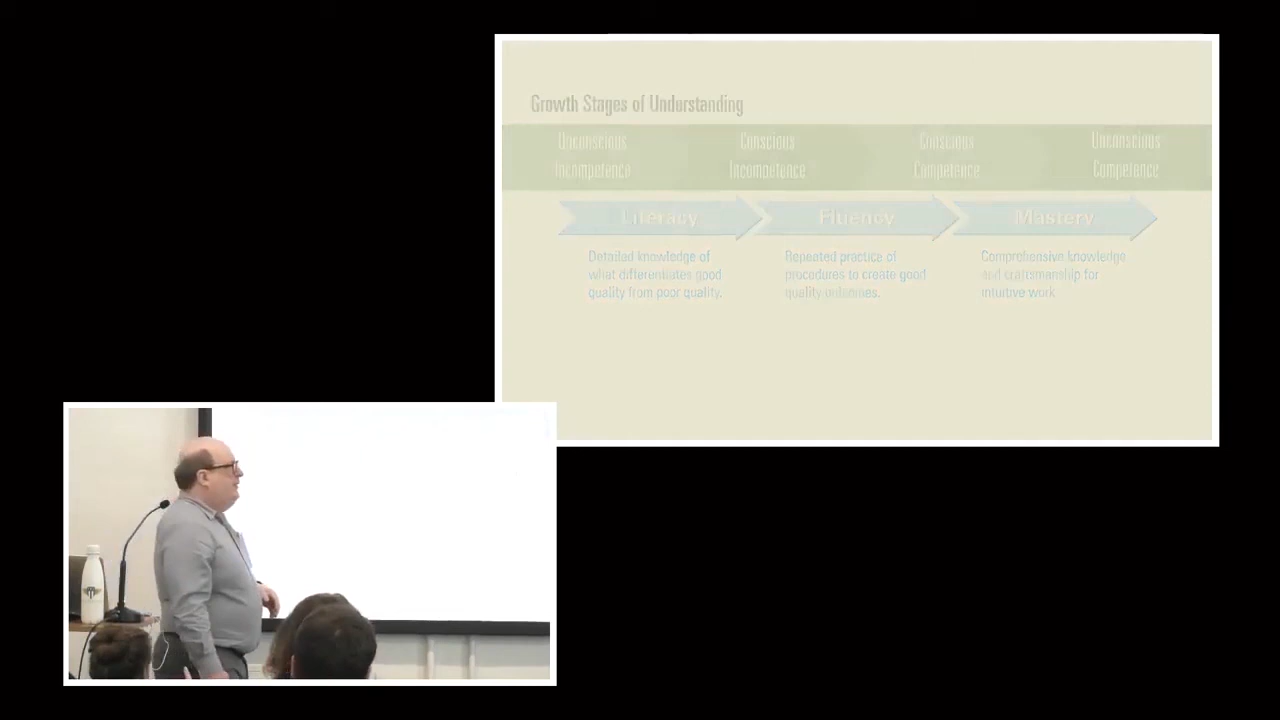 Growth Stages of Understanding
Unconscious Conscious Conscious Unconscious
Incompetence Incompetence Competence Competence
Literacy Fluency Mastery
Detailed knowledge of
what differentiates good
quality from poor quality.
Repeated practice of
procedures to create good
quality outcomes.
Comprehensive knowledge
and craftsmanship for
intuitive work